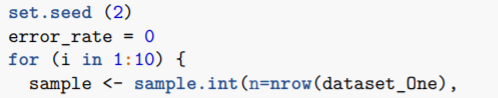 set.seed (2)
error_rate = 0
for (i in 1:10) {
  sample <- sample.int(n=nrow(dataset_One),